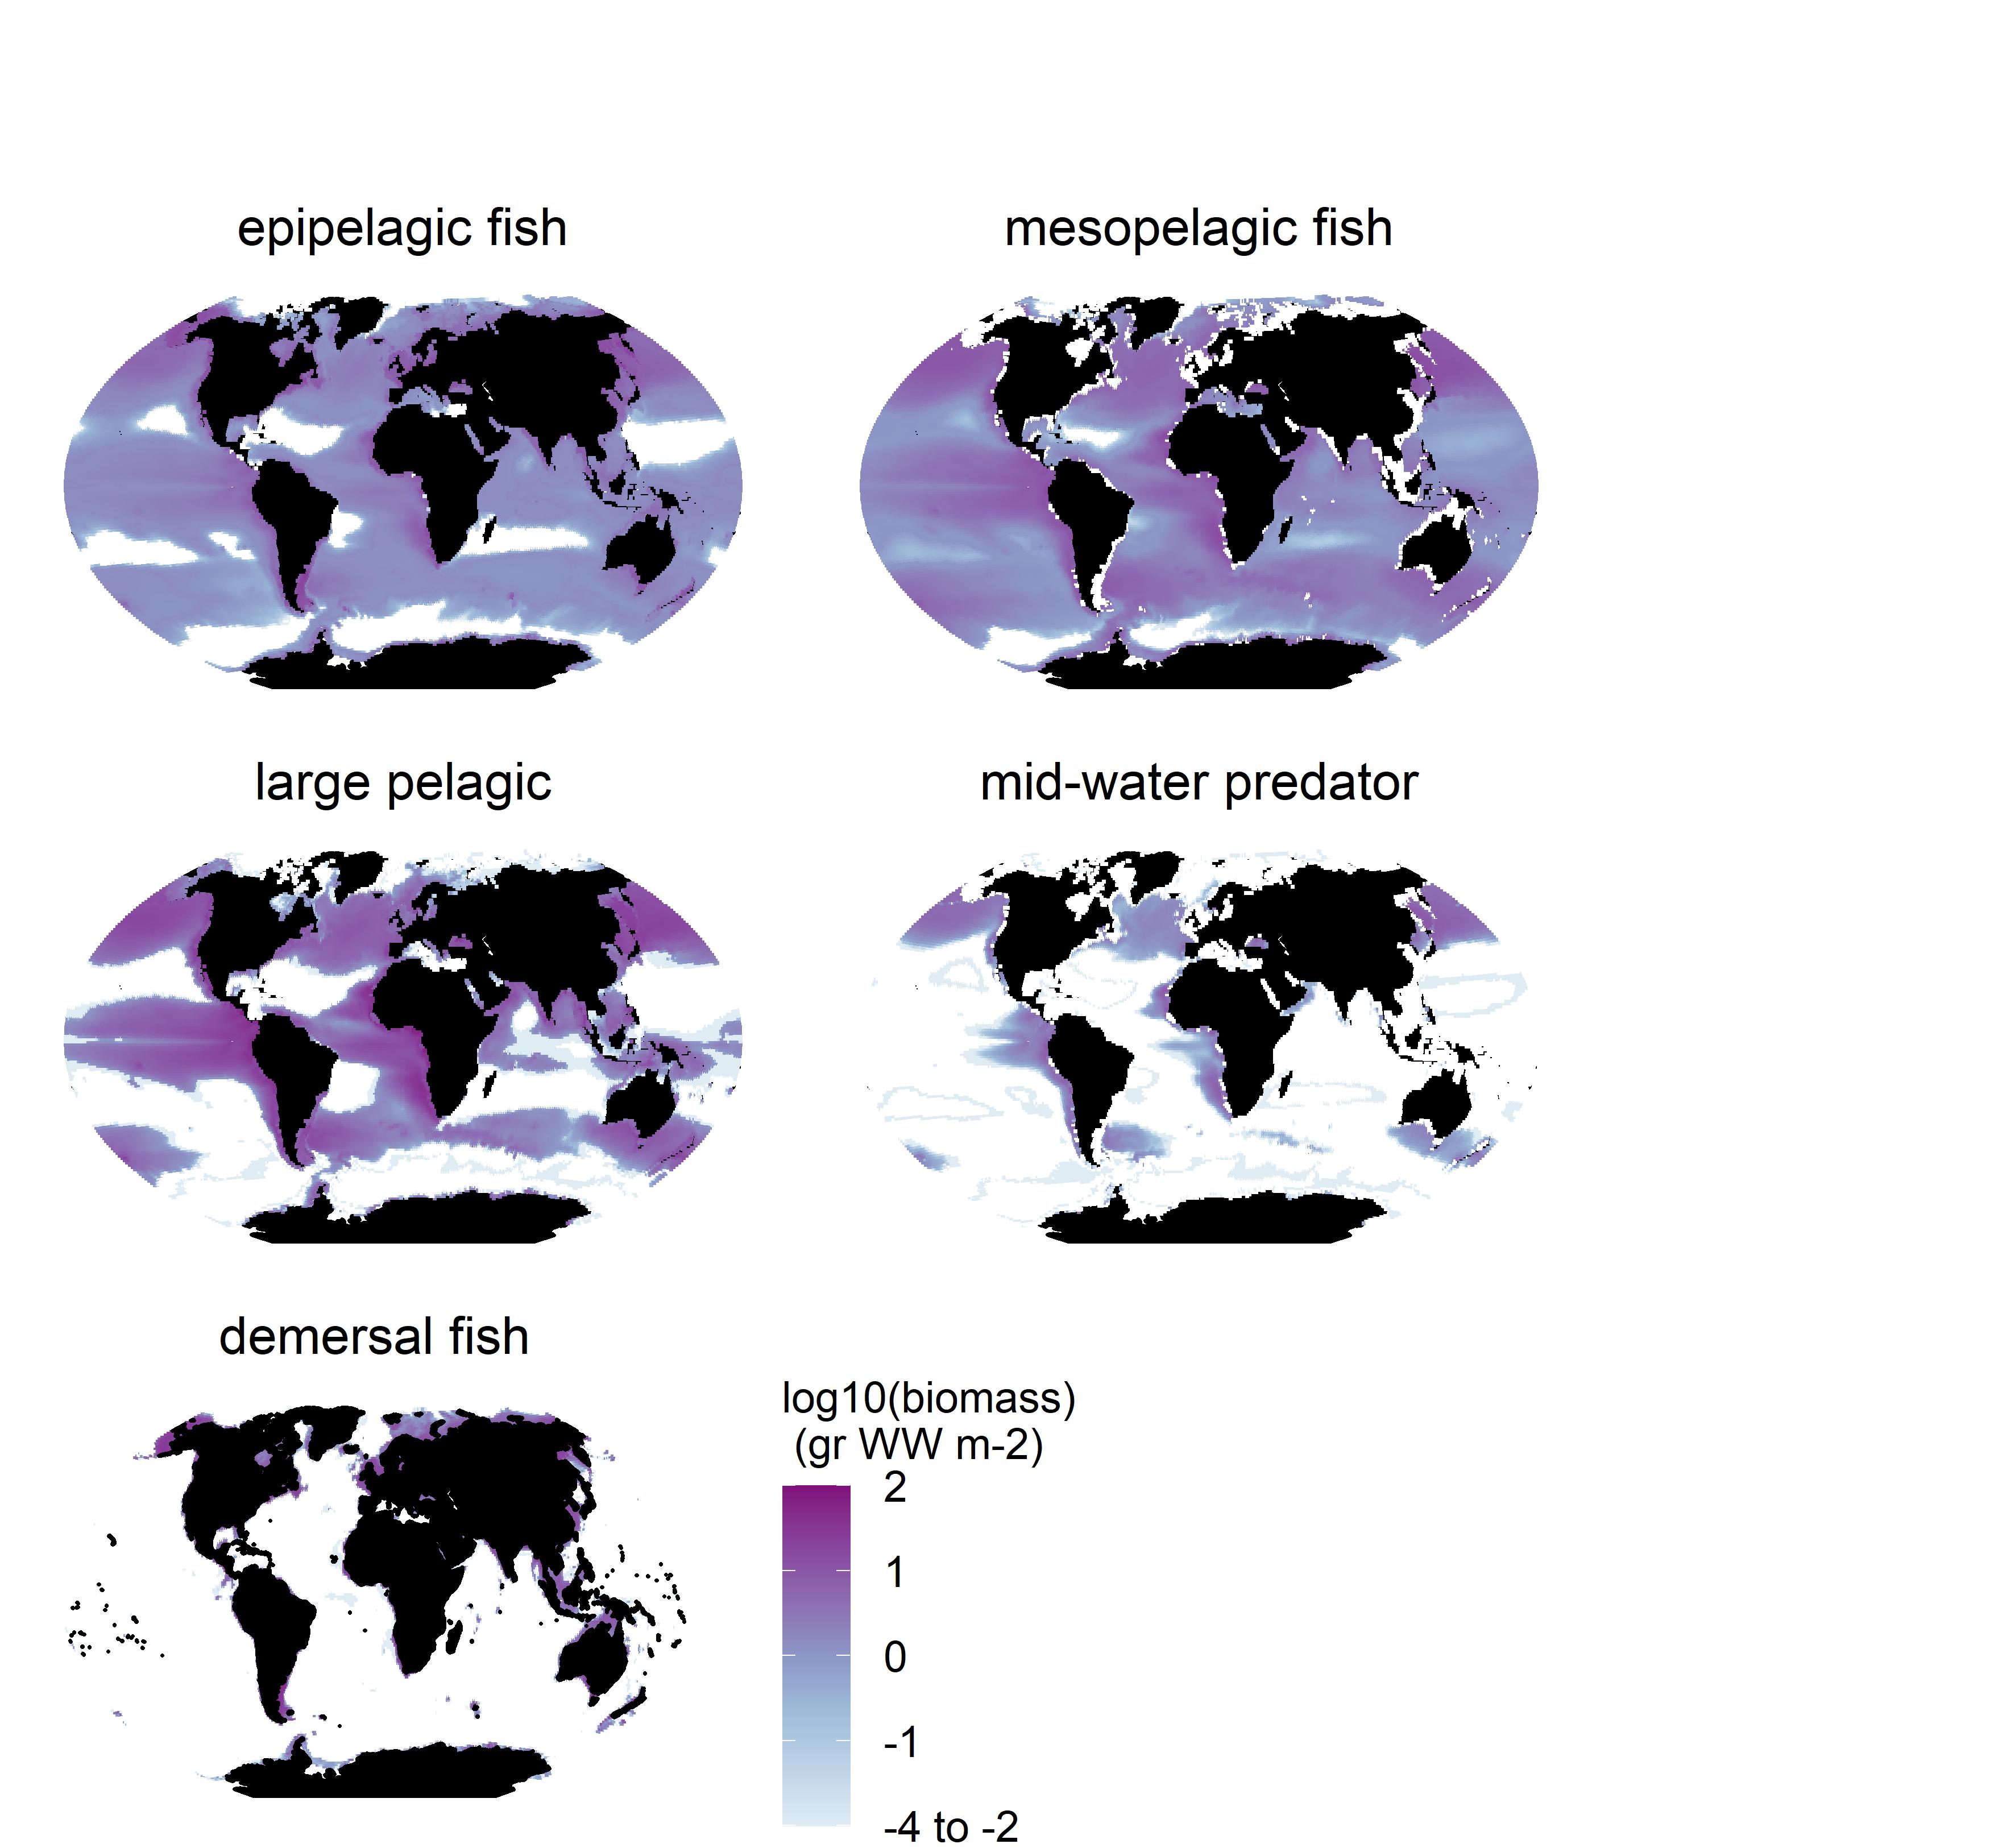 epipelagic fish
mesopelagic fish
large pelagic
mid-water predator
demersal fish
log10(biomass)
(gr WW m-2)
2
1
0
-1
-4 to -2